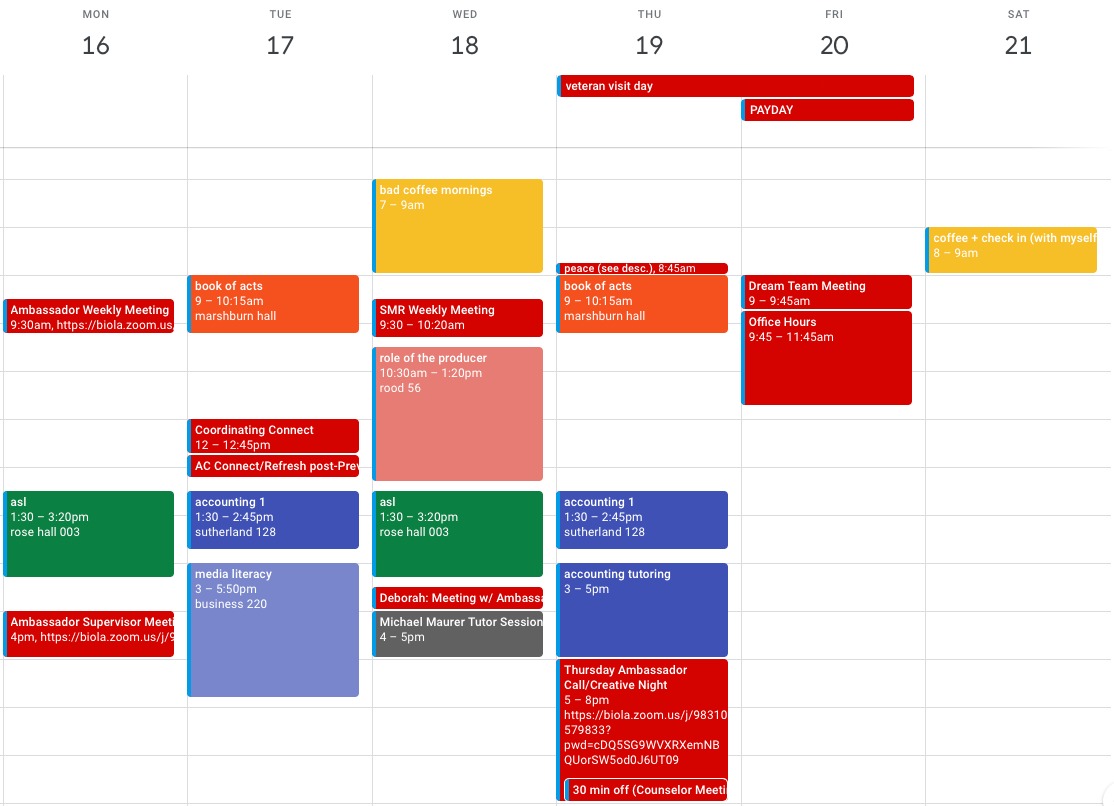 MON
16
TUE
17
WED
18
THU
19
FRI
20
SAT
21
veteran visit day
PAYDAY
Ambassador Weekly Meeting
9:30am, https://biola.zoom.us
asl
1:30 – 3:20pm
rose hall 003
Ambassador Supervisor Meeti
4pm, https://biola.zoom.us/j/9
book of acts
9 – 10:15am
marshburn hall
Coordinating Connect
12 – 12:45pm
AC Connect/Refresh post-Prev
accounting 1
1:30 – 2:45pm
sutherland 128
media literacy
3 – 5:50pm
business 220
bad coffee mornings
7 – 9am
SMR Weekly Meeting
9:30 – 10:20am
role of the producer
10:30am – 1:20pm
rood 56
asl
1:30 – 3:20pm
rose hall 003
Deborah: Meeting w/ Ambassa
Michael Maurer Tutor Session
4 – 5pm
peace (see desc.), 8:45am
book of acts
9 – 10:15am
marshburn hall
accounting 1
1:30 – 2:45pm
sutherland 128
accounting tutoring
3 – 5pm
Thursday Ambassador
Call/Creative Night
5 – 8pm
https://biola.zoom.us/j/98310
579833?
pwd=cDQ5SG9WVXRXemNB
QUorSW5od0J6UT09
30 min off (Counselor Meeti
Dream Team Meeting
9 – 9:45am
Office Hours
9:45 – 11:45am
coffee + check in (with myself
8 – 9am